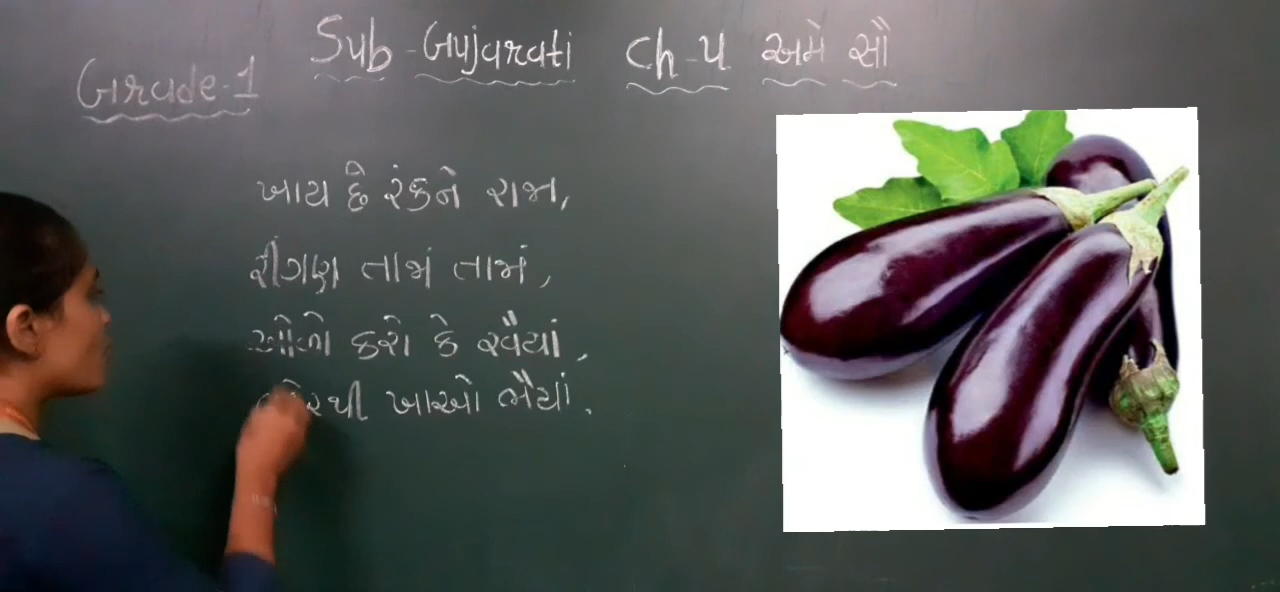 Grade-1
Sub-Gujarati Ch-૫ અમે સૌ
ખાય છે રંકને રાજા,
રીંગણ તાજાં તાજાં,
ઓળો કરો કે રવૈયાં,
ખાઓ ભૈયાં.